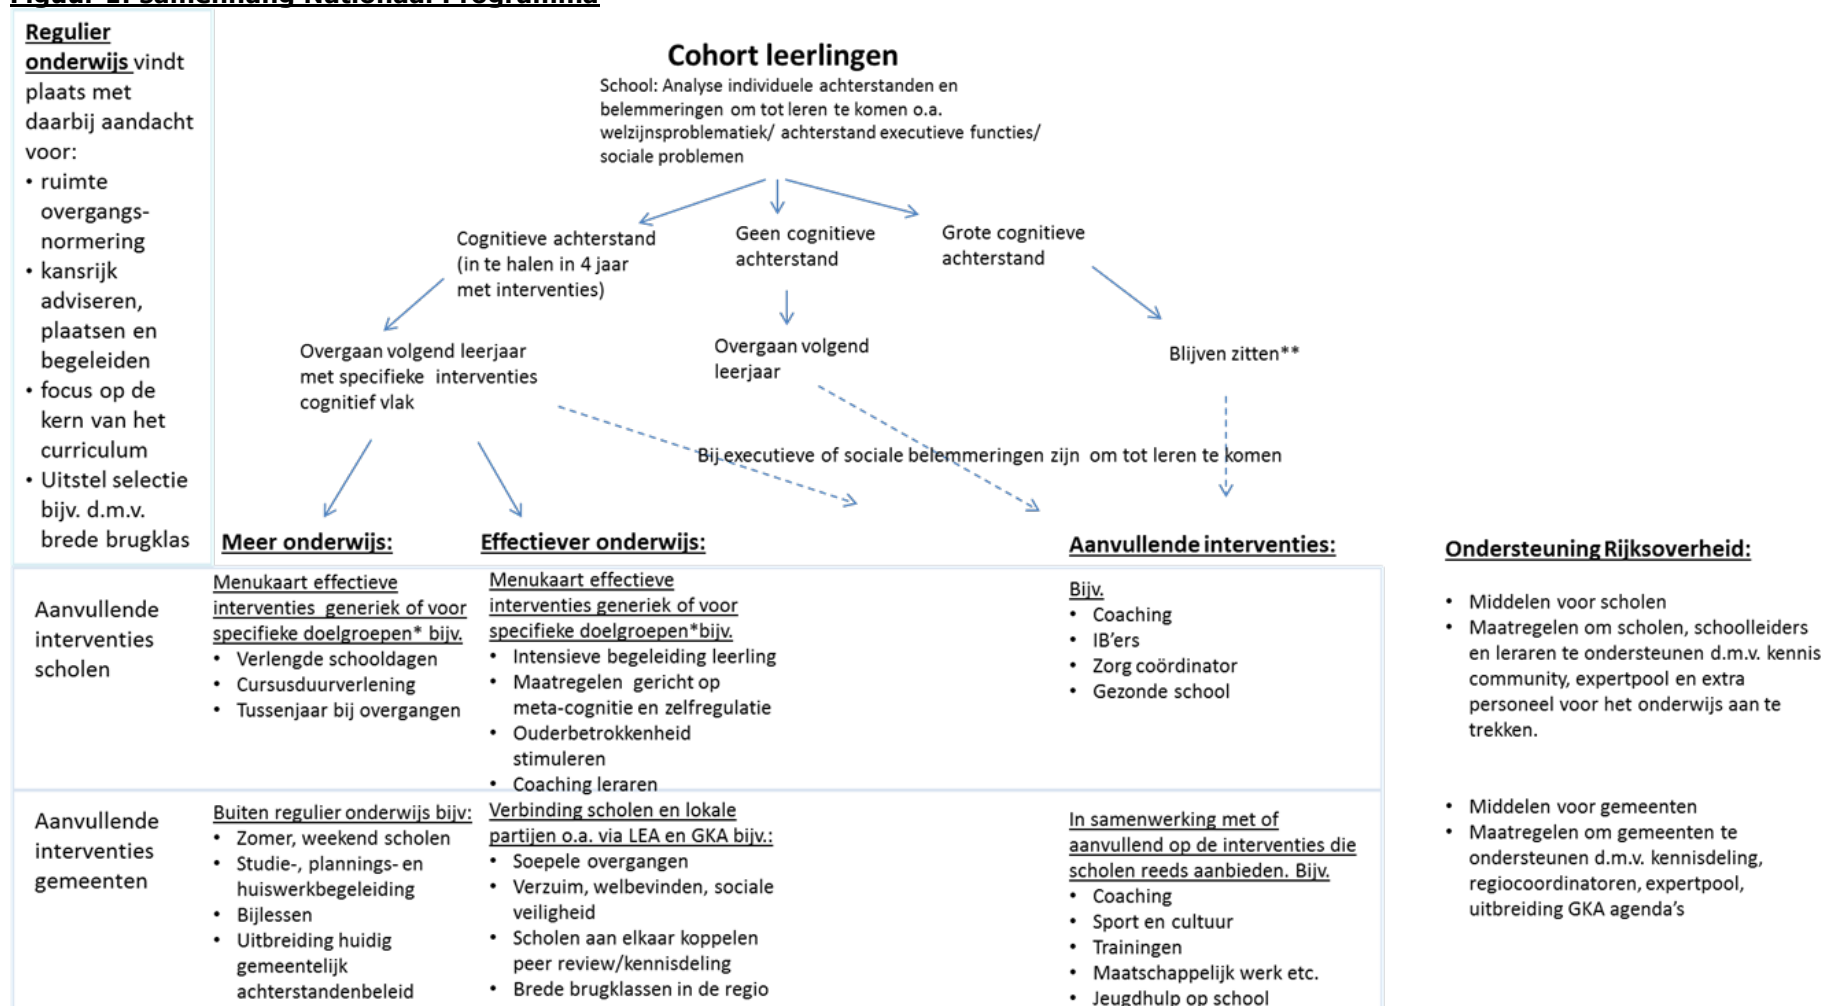 Figuur 1: Samenhang Nationaal Programma
Regulier
onderwijs vindt
plaats met
daarbij aandacht
voor:
• ruimte
overgangs-
normering
• kansrijk
adviseren,
plaatsen en
begeleiden
• focus op de
kern van het
curriculum
• Uitstel selectie
bijv. d.m.v.
brede brugklas
Cohort leerlingen
School: Analyse individuele achterstanden en
belemmeringen om tot leren te komen o.a.
welzijnsproblematiek/ achterstand executieve functies/
sociale problemen
Cognitieve achterstand
(in te halen in 4 jaar
met interventies)
Geen cognitieve
achterstand
Grote cognitieve
achterstand
Overgaan volgend leerjaar
met specifieke interventies
cognitief vlak
Overgaan volgend
leerjaar
Blijven zitten**
Bij executieve of sociale belemmeringen zijn om tot leren te komen
Meer onderwijs:
Effectiever onderwijs:
Aanvullende interventies:
Ondersteuning Rijksoverheid:
Aanvullende
interventies
scholen
Menukaart effectieve
interventies generiek of voor
specifieke doelgroepen* bijv.
• Verlengde schooldagen
• Cursusduurverlening
• Tussenjaar bij overgangen
Menukaart effectieve
interventies generiek of voor
specifieke doelgroepen*bijv.
• Intensieve begeleiding leerling
• Maatregelen gericht op
meta-cognitie en zelfregulatie
• Ouderbetrokkenheid
stimuleren
• Coaching leraren
Bijv.
• Coaching
• IB'ers
• Zorg coördinator
• Gezonde school
• Middelen voor scholen
• Maatregelen om scholen, schoolleiders
en leraren te ondersteunen d.m.v. kennis
community, expertpool en extra
personeel voor het onderwijs aan te
trekken.
Aanvullende
interventies
gemeenten
Buiten regulier onderwijs bijv:
• Zomer, weekend scholen
• Studie-, plannings- en
huiswerkbegeleiding
• Bijlessen
• Uitbreiding huidig
gemeentelijk
achterstandenbeleid
Verbinding scholen en lokale
partijen o.a. via LEA en GKA bijv.:
• Soepele overgangen
• Verzuim, welbevinden, sociale
veiligheid
• Scholen aan elkaar koppelen
peer review/kennisdeling
• Brede brugklassen in de regio
In samenwerking met of
aanvullend op de interventies die
scholen reeds aanbieden. Bijv.
• Coaching
• Sport en cultuur
• Trainingen
• Maatschappelijk werk etc.
• Jeugdhulp op school
• Middelen voor gemeenten
• Maatregelen om gemeenten te
ondersteunen d.m.v. kennisdeling,
regiocoordinatoren, expertpool,
uitbreiding GKA agenda's